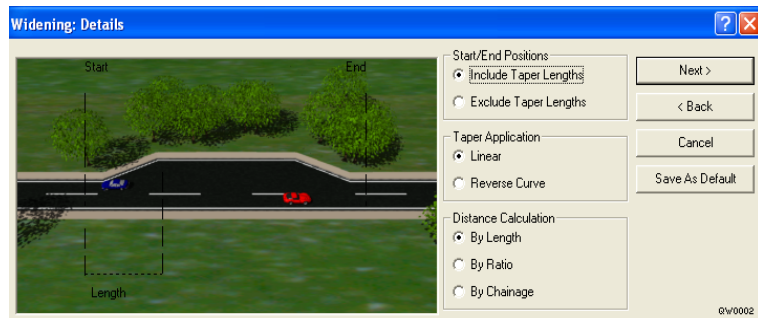 Widening: Details
Start
End
Length
Start/End Positions
Include Taper Lengths
Exclude Taper Lengths
Taper Application
Linear
Reverse Curve
Distance Calculation
By Length
By Ratio
By Chainage
Next >
< Back
Cancel
Save As Default
QW0002